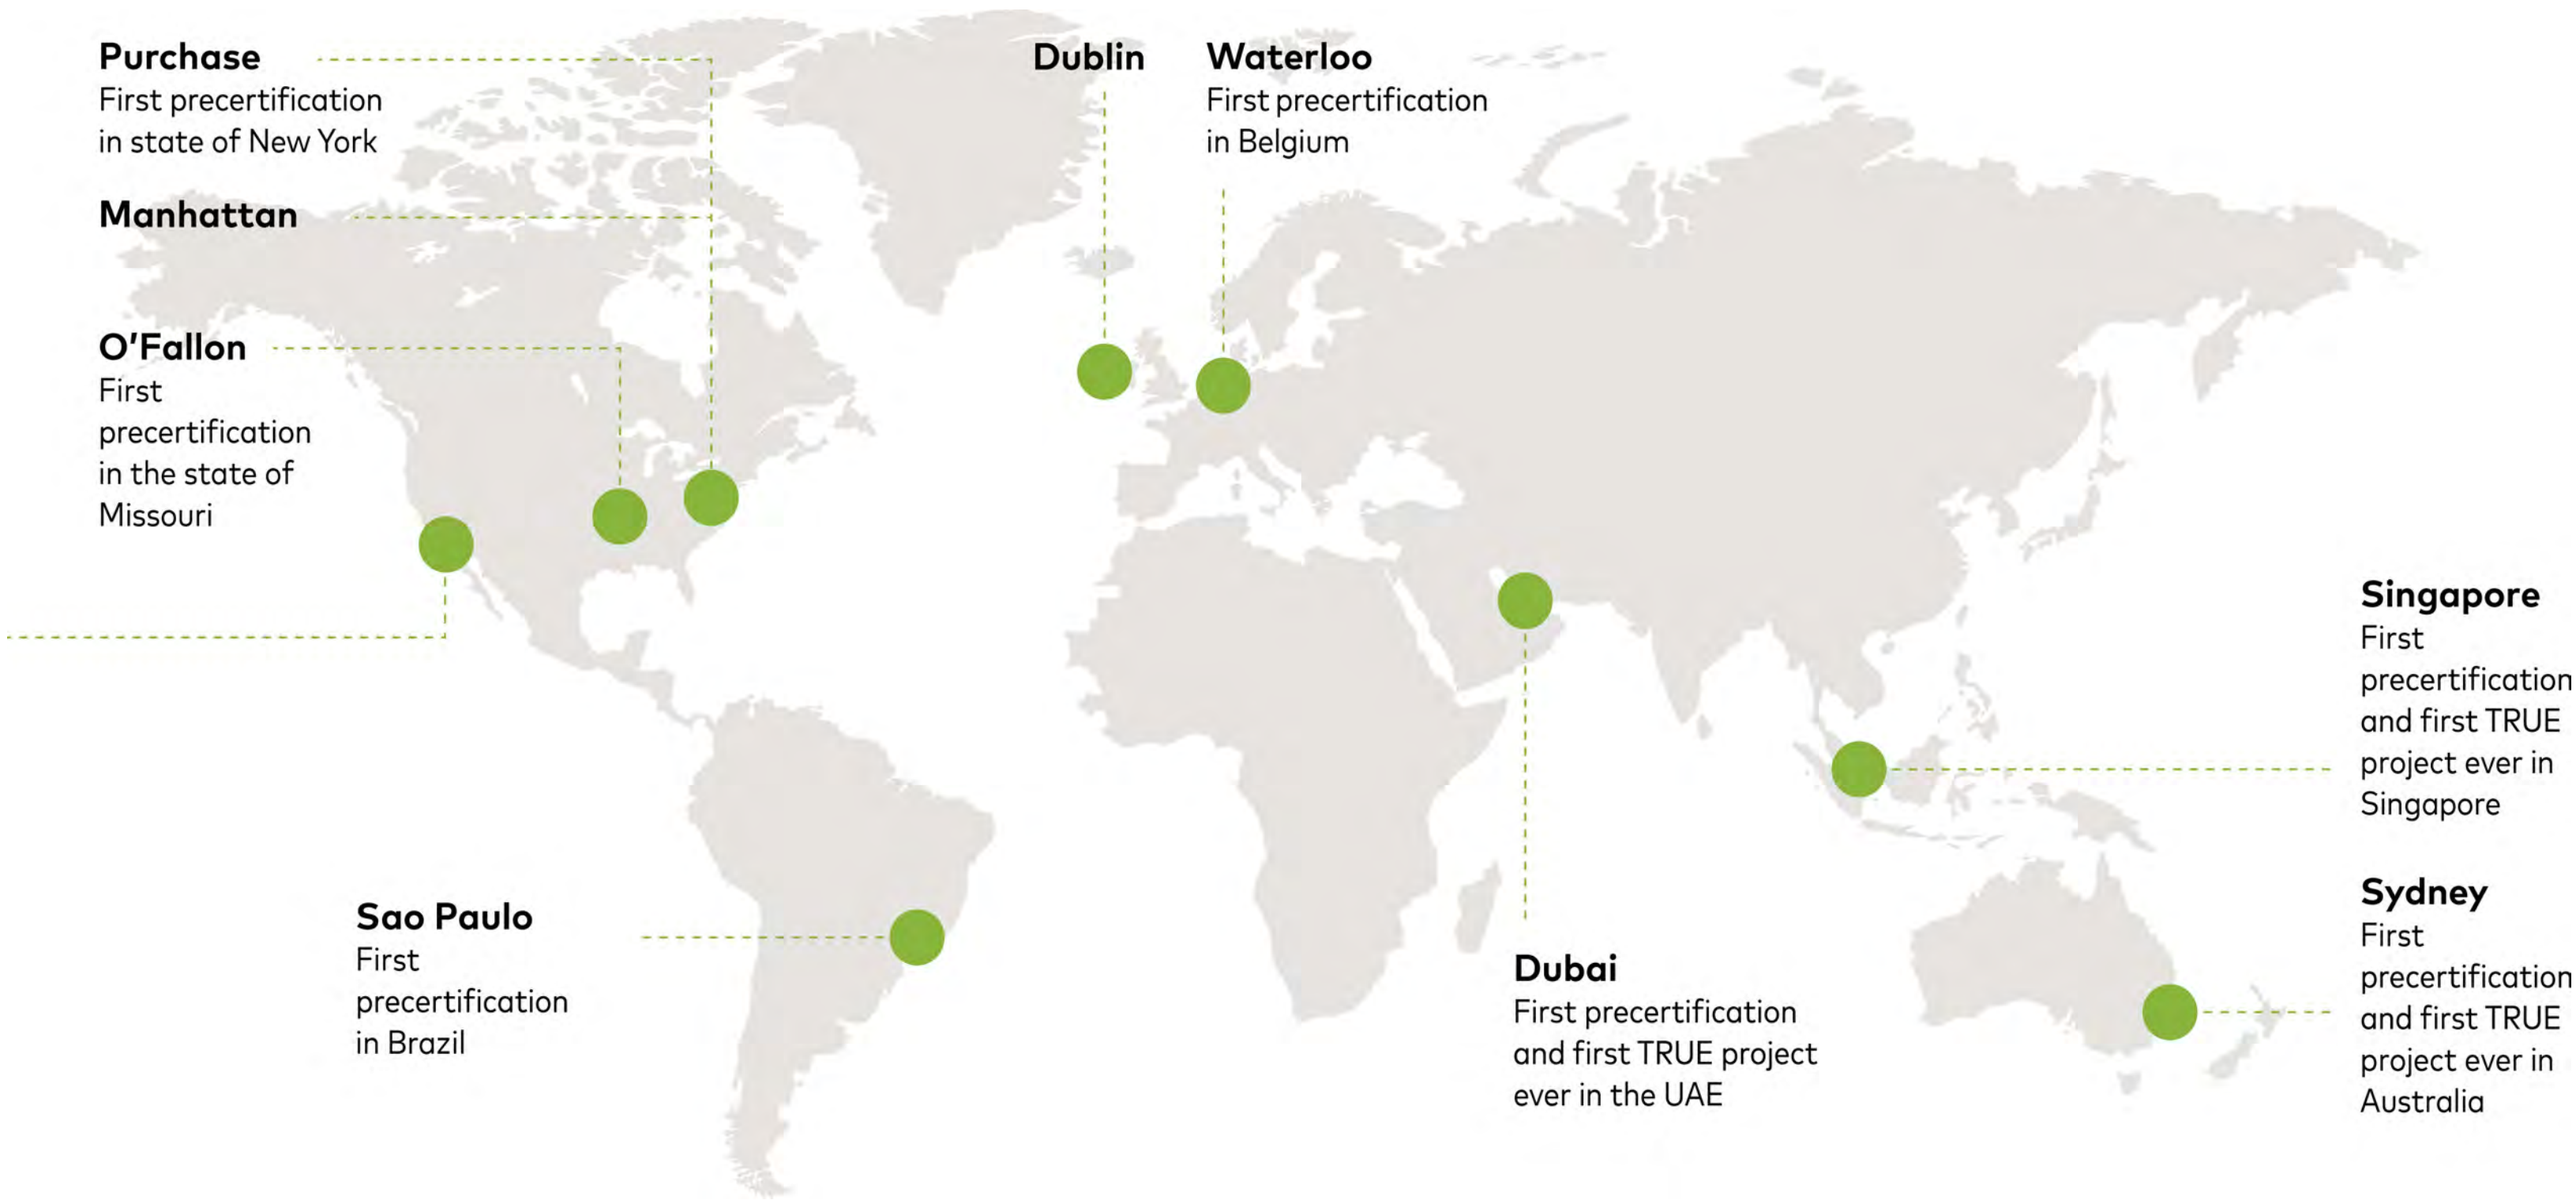 Purchase
First precertification
in state of New York
Manhattan
O'Fallon
First
precertification
in the state of
Missouri
Dublin
Waterloo
First precertification
in Belgium
Sao Paulo
First
precertification
in Brazil
Dubai
First precertification
and first TRUE project
ever in the UAE
Singapore
First
precertification
and first TRUE
project ever in
Singapore
Sydney
First
precertification
and first TRUE
project ever in
Australia